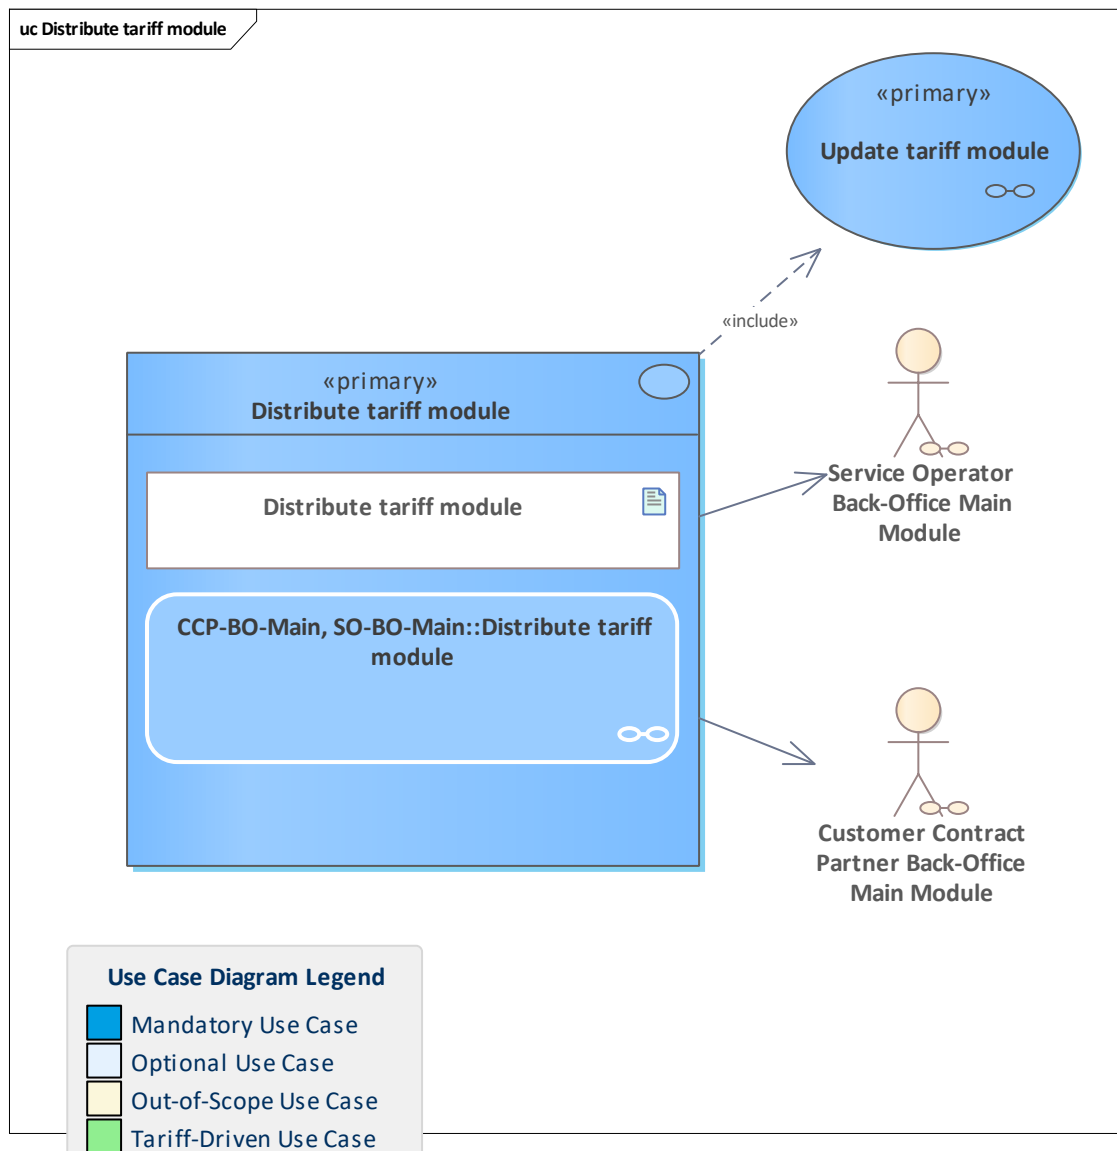 uc Distribute tariff module
«primary»
Update tariff module
«include»
«primary»
Distribute tariff module
Distribute tariff module
Service Operator
Back-Office Main
Module
CCP-BO-Main, SO-BO-Main::Distribute tariff
module
Customer Contract
Partner Back-Office
Main Module
Use Case Diagram Legend
Mandatory Use Case
Optional Use Case
Out-of-Scope Use Case
Tariff-Driven Use Case